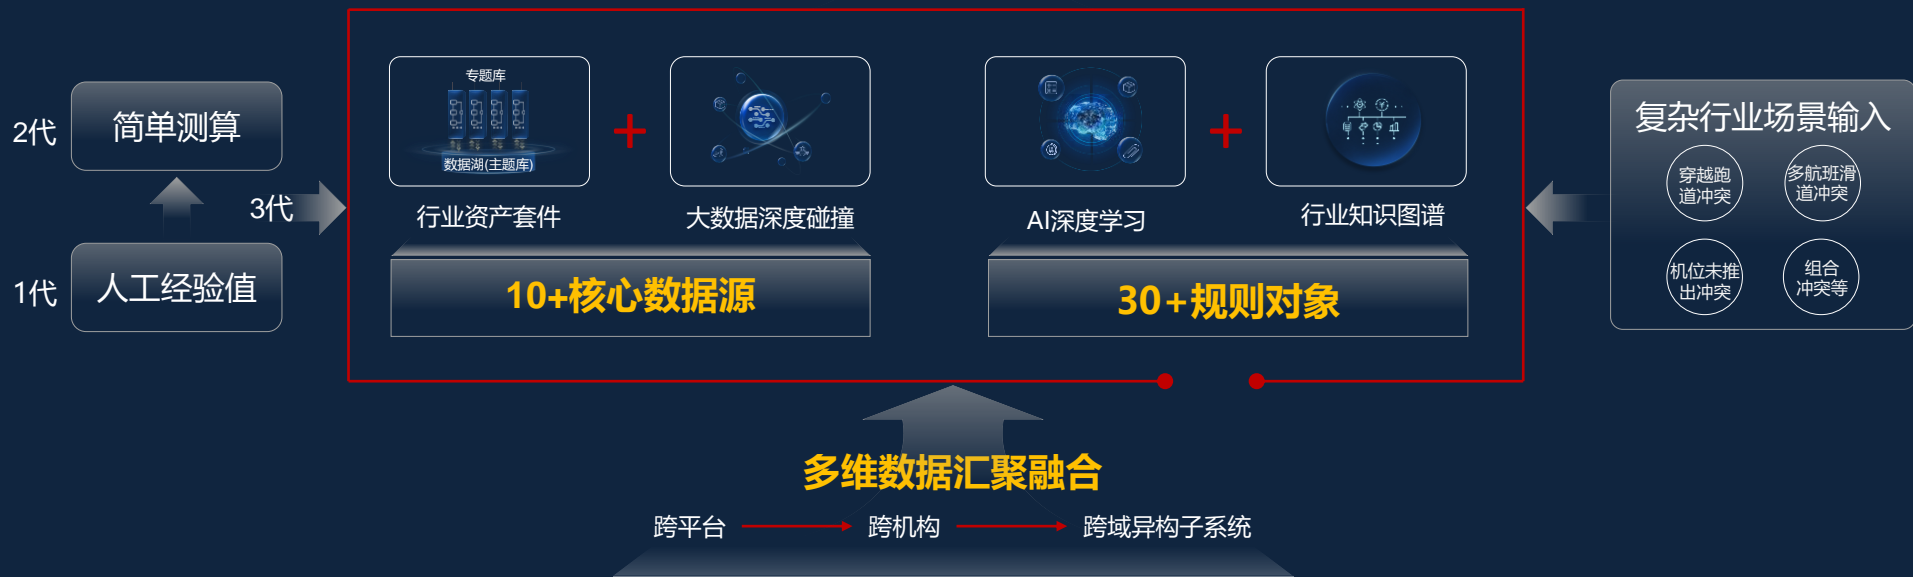 2代
简单测算
3代
1代
人工经验值
专题库
数据湖(主题库)
行业资产套件
+
大数据深度碰撞
10+核心数据源
AI深度学习
+
行业知识图谱
30+规则对象
复杂行业场景输入
穿越跑
道冲突
多航班滑
道冲突
机位未推
出冲突
组合
冲突等
多维数据汇聚融合
跨平台
跨机构
跨域异构子系统